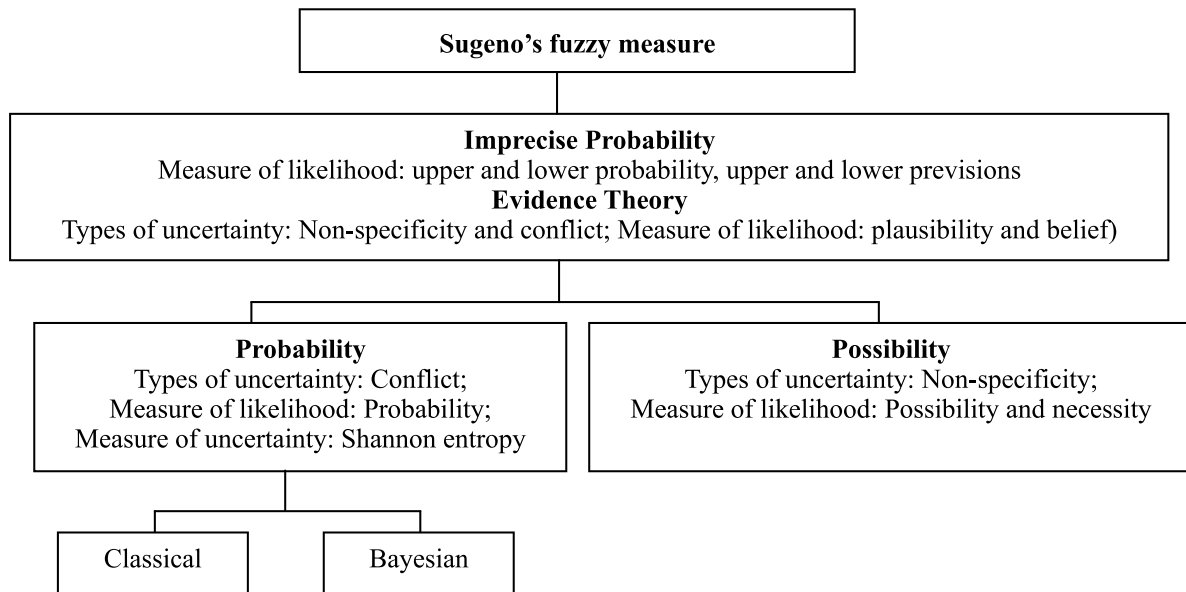 Sugeno’s fuzzy measure
Imprecise Probability
Measure of likelihood: upper and lower probability, upper and lower previsions
Evidence Theory
Types of uncertainty: Non-specificity and conflict; Measure of likelihood: plausibility and belief)
Probability
Types of uncertainty: Conflict;
Measure of likelihood: Probability;
Measure of uncertainty: Shannon entropy
Possibility
Types of uncertainty: Non-specificity;
Measure of likelihood: Possibility and necessity
Classical
Bayesian